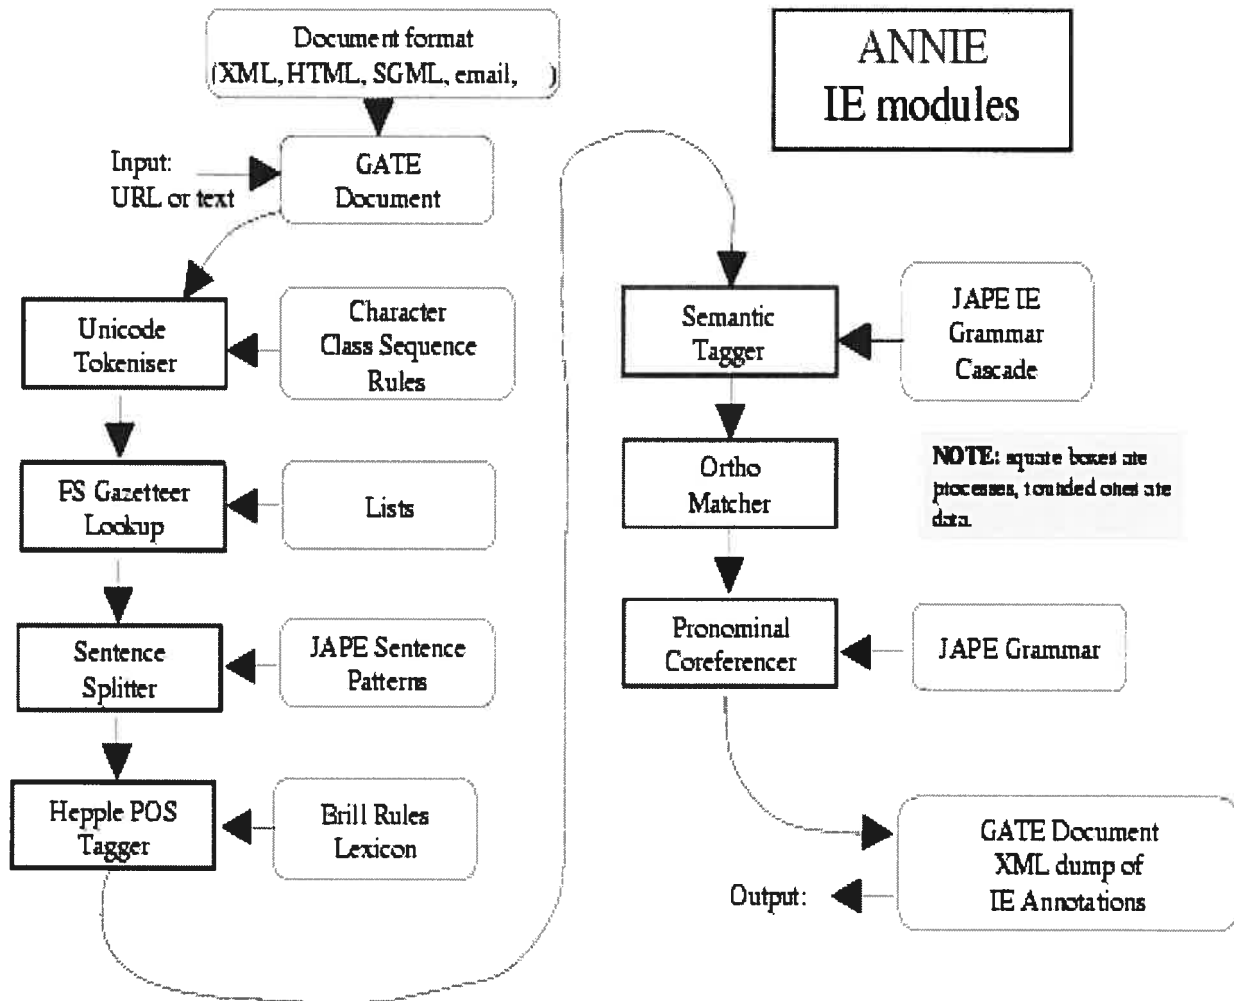 Document format
(XML, HTML, SGML, email, )
ANNIE
IE modules
Input:
URL or text
GATE
Document
Unicode
Tokeniser
Character
Class Sequence
Rules
FS Gazetteer
Lookup
Lists
Sentence
Splitter
JAPE Sentence
Patterns
Hepple POS
Tagger
Brill Rules
Lexicon
Semantic
Tagger
JAPE IE
Grammar
Cascade
Ortho
Matcher
NOTE: square boxes are
processes, rounded ones are
data.
Pronominal
Coreferencer
JAPE Grammar
GATE Document
XML dump of
IE Annotations
Output: